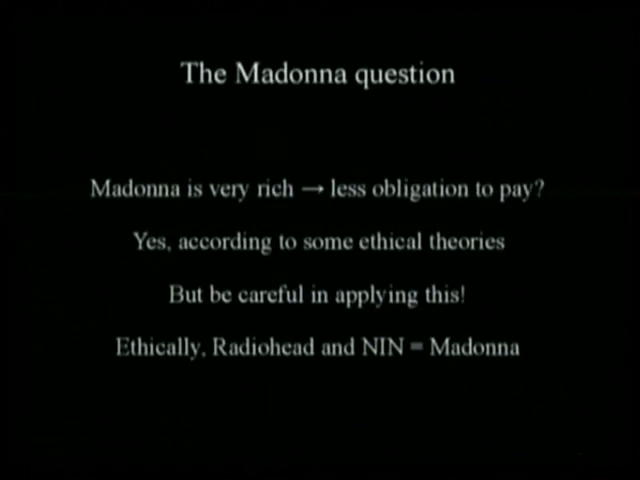 The Madonna question
Madonna is very rich → less obligation to pay?
Yes, according to some ethical theories
But be careful in applying this!
Ethically, Radiohead and NIN = Madonna